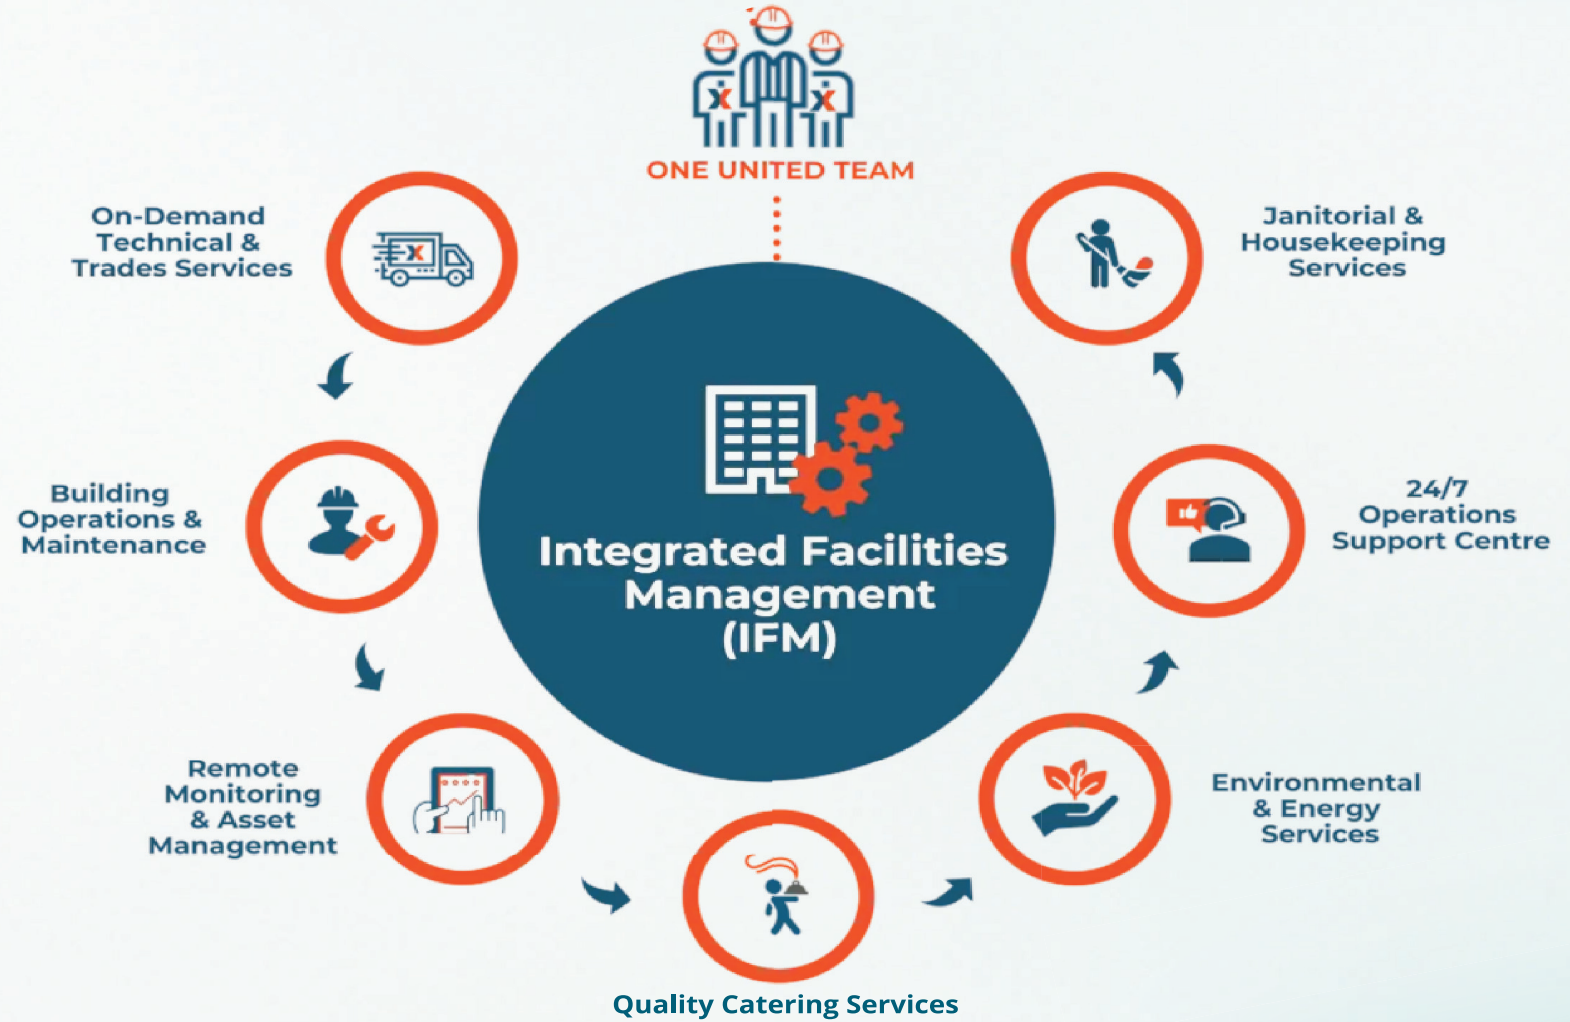 ONE UNITED TEAM
On-Demand
Technical &
Trades Services
Janitorial &
Housekeeping
Services
Integrated Facilities
Management
(IFM)
Building
Operations &
Maintenance
24/7
Operations
Support Centre
Remote
Monitoring
& Asset
Management
Environmental
& Energy
Services
Quality Catering Services